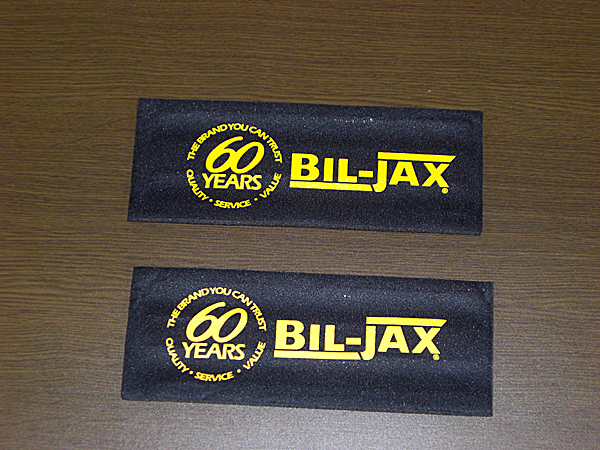 THE BRAND YOU CAN TRUST
60
YEARS
QUALITY • SERVICE • VALUE
BIL-JAX®
THE BRAND YOU CAN TRUST
60
YEARS
QUALITY • SERVICE • VALUE
BIL-JAX®